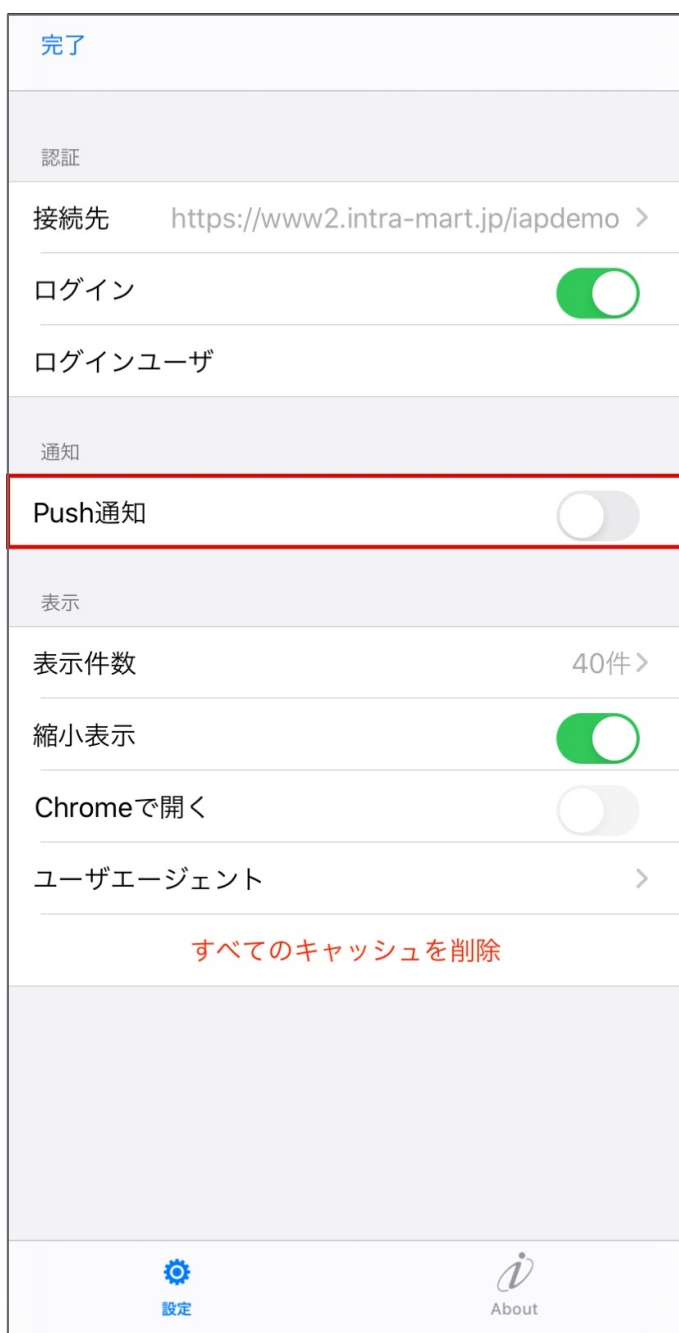 完了
認証
接続先 https://www2.intra-mart.jp/iapdemo
ログイン
ログインユーザ
通知
Push通知
表示
表示件数 40件
縮小表示
Chromeで開く
ユーザエージェント
すべてのキャッシュを削除
設定 About